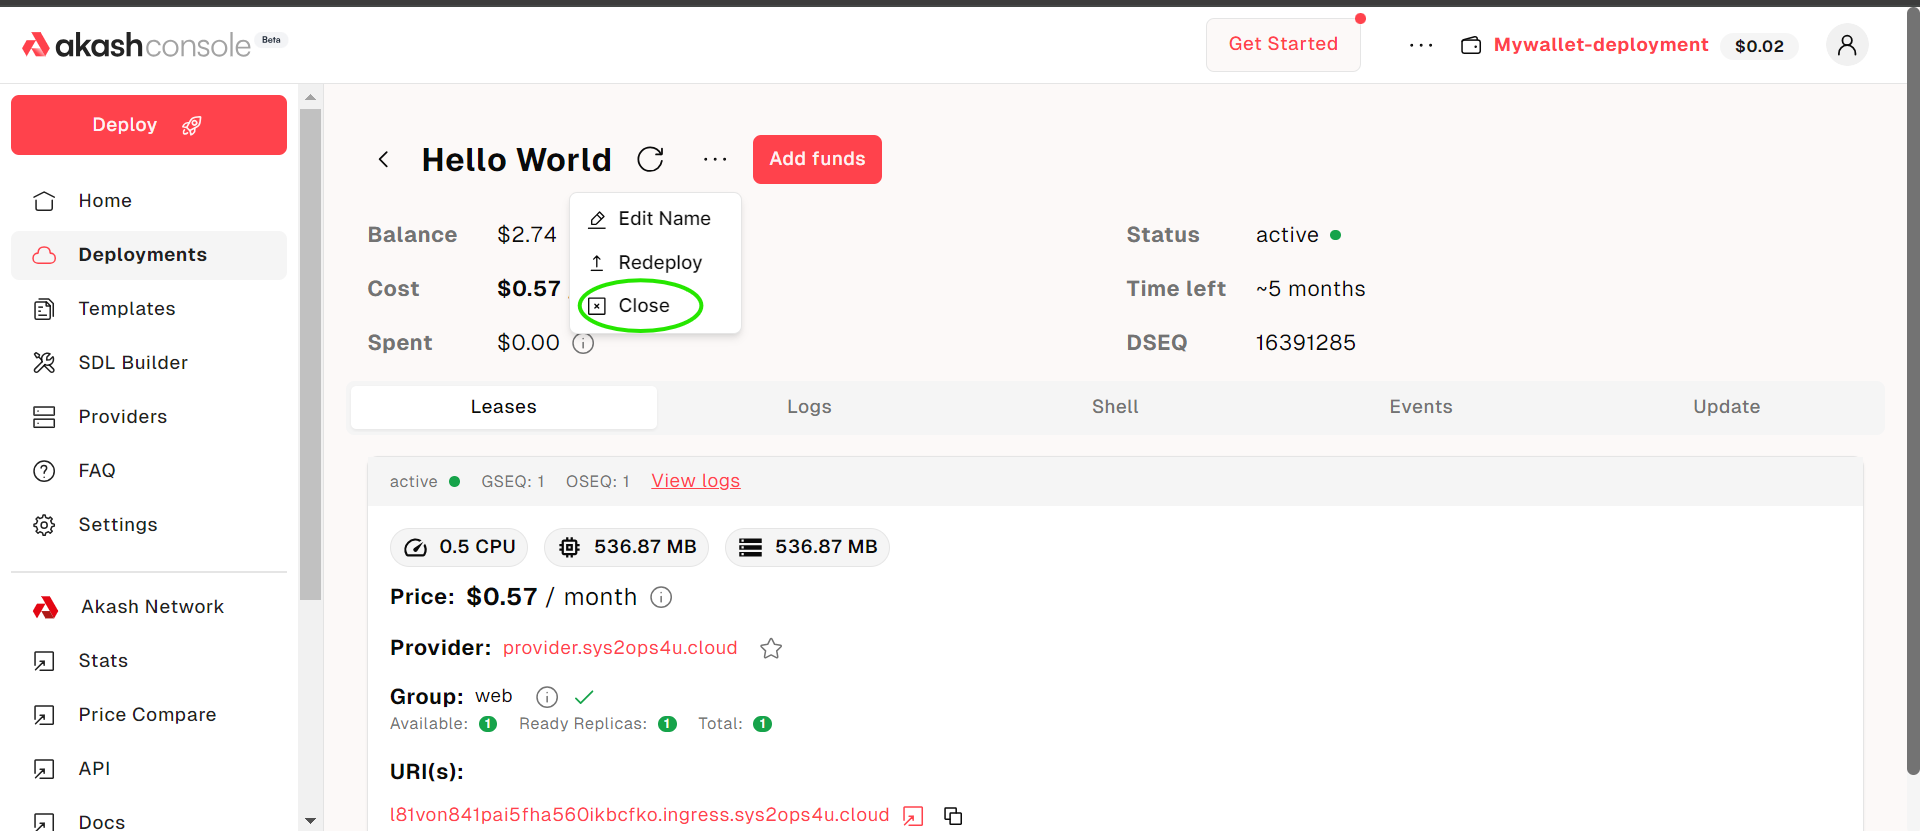 akashconsole Beta
Get Started
...
Mywallet-deployment
$0.02
Deploy
Home
Deployments
Templates
SDL Builder
Providers
FAQ
Settings
Akash Network
Stats
Price Compare
API
Docs
Hello World
...
Add funds
Edit Name
Redeploy
Close
Balance $2.74
Cost $0.57
Spent $0.00
Status active
Time left ~5 months
DSEQ 16391285
Leases Logs Shell Events Update
active GSEQ: 1 OSEQ: 1 View logs
0.5 CPU 536.87 MB 536.87 MB
Price: $0.57 / month
Provider: provider.sys2ops4u.cloud
Group: web
Available: 1 Ready Replicas: 1 Total: 1
URI(s):
l81von841pai5fha560ikbcfko.ingress.sys2ops4u.cloud